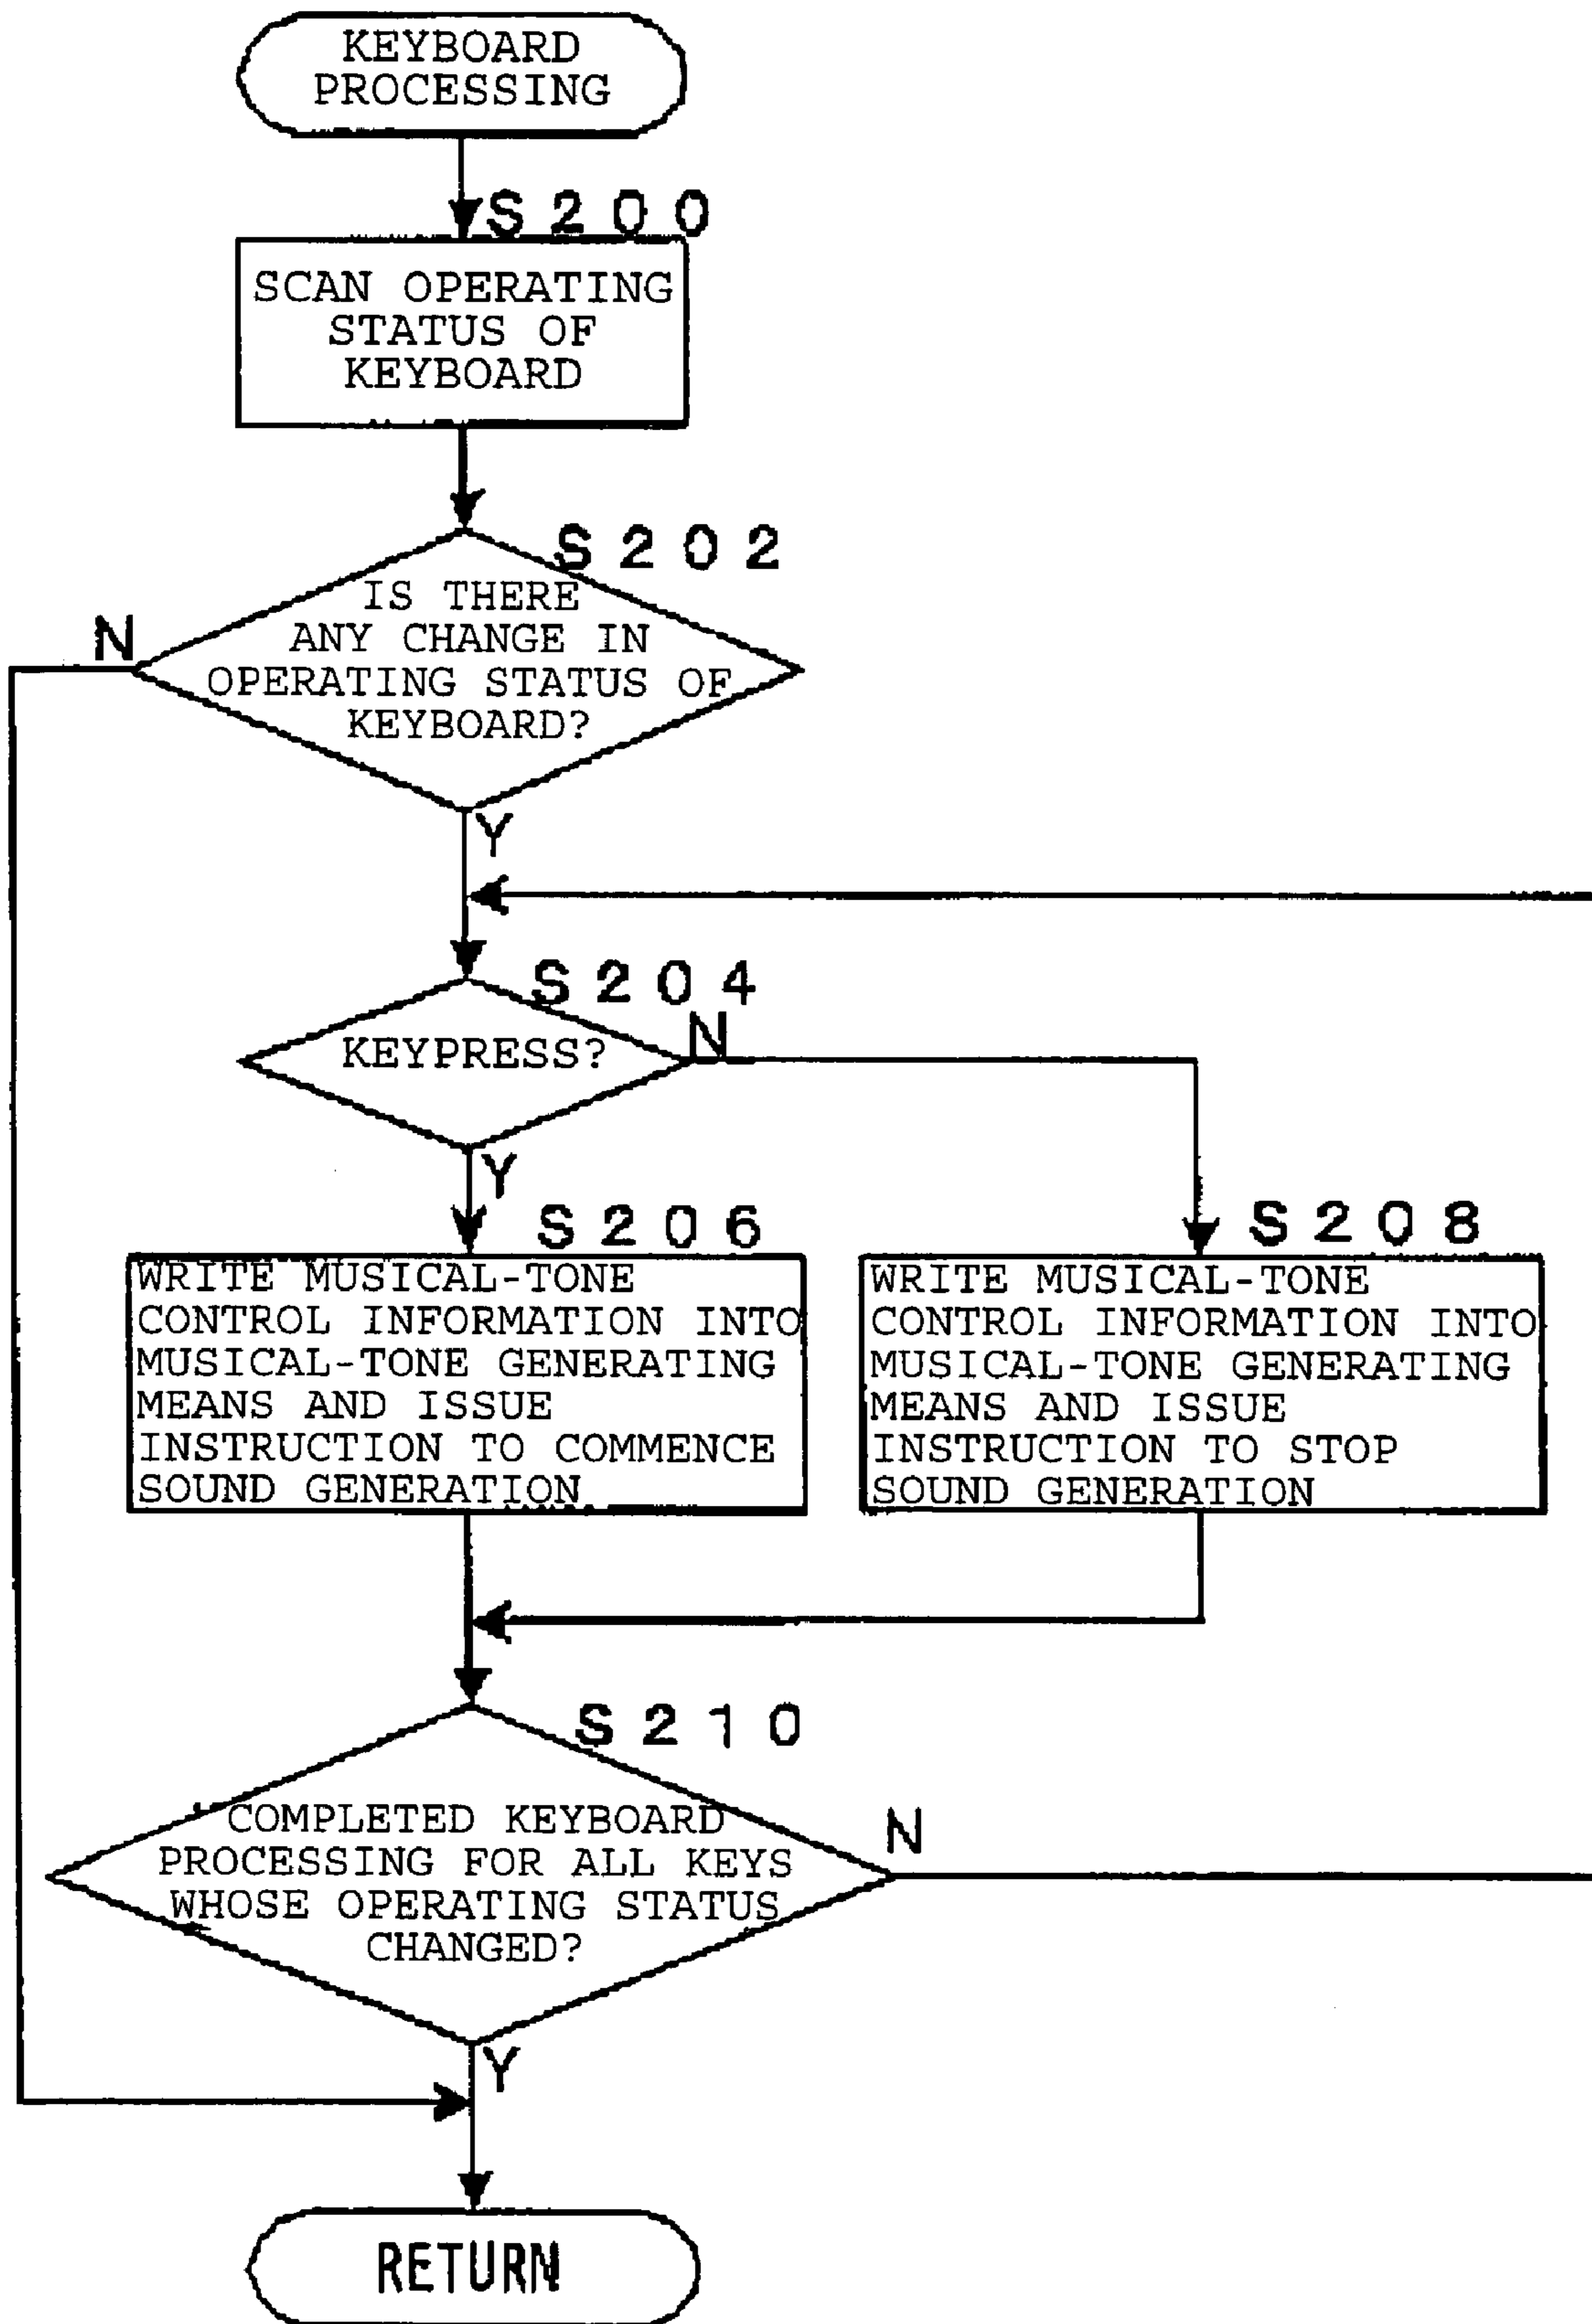 KEYBOARD
PROCESSING
S200
SCAN OPERATING
STATUS OF
KEYBOARD
S202
IS THERE
ANY CHANGE IN
OPERATING STATUS OF
KEYBOARD?
N
Y
S204
KEYPRESS?
N
Y
S206
WRITE MUSICAL-TONE
CONTROL INFORMATION INTO
MUSICAL-TONE GENERATING
MEANS AND ISSUE
INSTRUCTION TO COMMENCE
SOUND GENERATION
S208
WRITE MUSICAL-TONE
CONTROL INFORMATION INTO
MUSICAL-TONE GENERATING
MEANS AND ISSUE
INSTRUCTION TO STOP
SOUND GENERATION
S210
COMPLETED KEYBOARD
PROCESSING FOR ALL KEYS
WHOSE OPERATING STATUS
CHANGED?
N
Y
RETURN